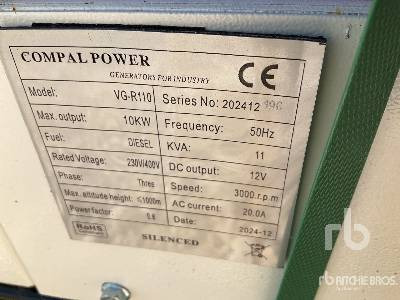 COMPAL POWER
GENERATORS FOR INDUSTRY
CE
Model: VG-R110 Series No: 202412
Max. output: 10KW Frequency: 50Hz
Fuel: DIESEL KVA: 11
Rated Voltage: 230V/400V DC output: 12V
Phase: Three Speed: 3000.r.p.m
Max. altitude height: ≤1000m AC current: 20.0A
Power factor: 0.8 Date: 2024-12
RoHS SILENCED
rb
RITCHIE BROS.